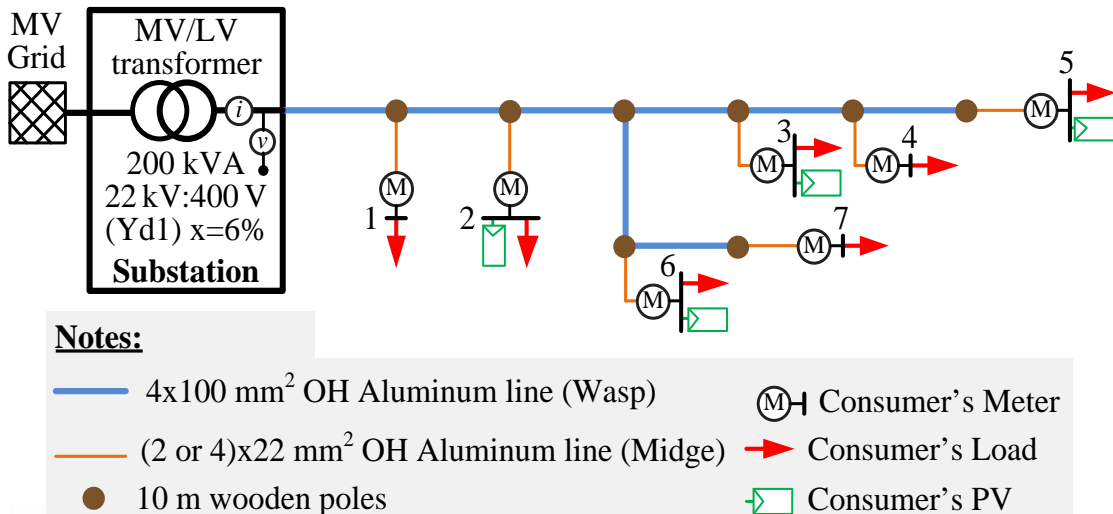 MV
Grid
MV/LV
transformer
i
v
200 kVA
22 kV:400 V
(Yd1) x=6%
Substation
M
1
M
2
M
3
M
4
M
5
M
6
M
7
Notes:
4x100 mm² OH Aluminum line (Wasp)
(2 or 4)x22 mm² OH Aluminum line (Midge)
10 m wooden poles
M Consumer's Meter
Consumer's Load
Consumer's PV